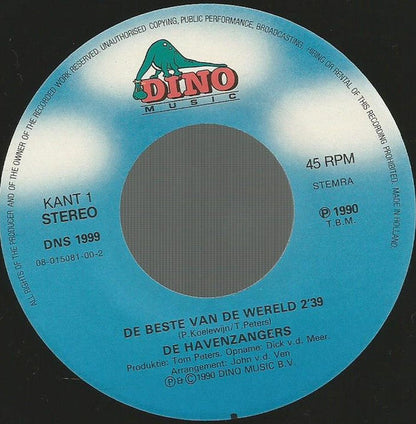 ALL RIGHTS OF THE PRODUCER AND OF THE OWNER OF THE RECORDED WORK RESERVED. UNAUTHORISED COPYING, PUBLIC PERFORMANCE, BROADCASTING, HIRING OR RENTAL OF THIS RECORDING PROHIBITED. MADE IN HOLLAND
DINO
MUSIC
KANT 1
STEREO
DNS 1999
08-015081-00-2
45 RPM
STEMRA
℗ 1990
T.B.M.
DE BESTE VAN DE WERELD 2'39
(P. Koelewijn/T. Peters)
DE HAVENZANGERS
Produktie: Tom Peters. Opname: Dick v.d. Meer.
Arrangement: John v.d. Ven
℗ & © 1990 DINO MUSIC B.V.